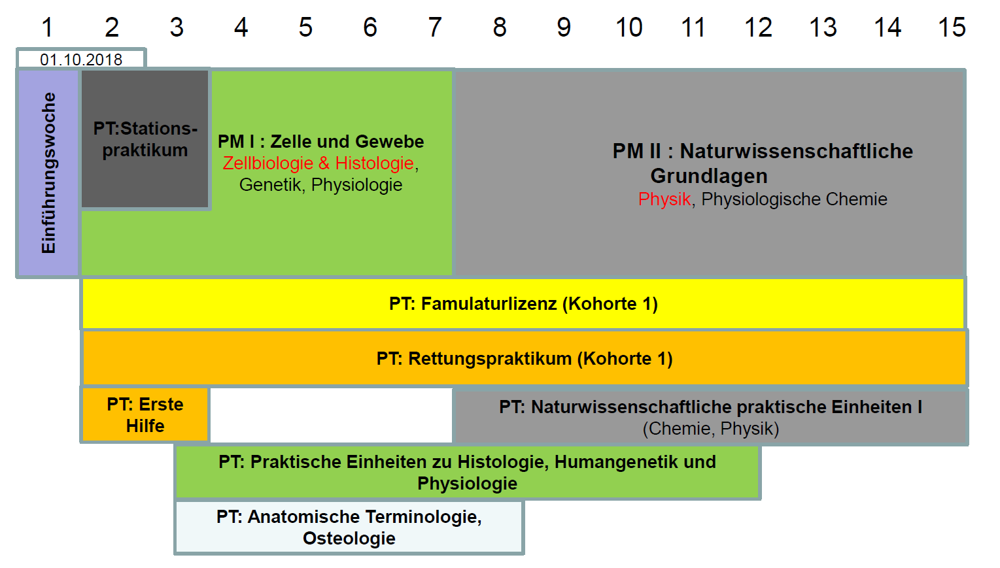 1 2 3 4 5 6 7 8 9 10 11 12 13 14 15
01.10.2018
Einführungswoche
PT:Stations-
praktikum
PM I : Zelle und Gewebe
Zellbiologie & Histologie,
Genetik, Physiologie
PM II : Naturwissenschaftliche
Grundlagen
Physik, Physiologische Chemie
PT: Famulaturlizenz (Kohorte 1)
PT: Rettungspraktikum (Kohorte 1)
PT: Erste
Hilfe
PT: Naturwissenschaftliche praktische Einheiten I
(Chemie, Physik)
PT: Praktische Einheiten zu Histologie, Humangenetik und
Physiologie
PT: Anatomische Terminologie,
Osteologie